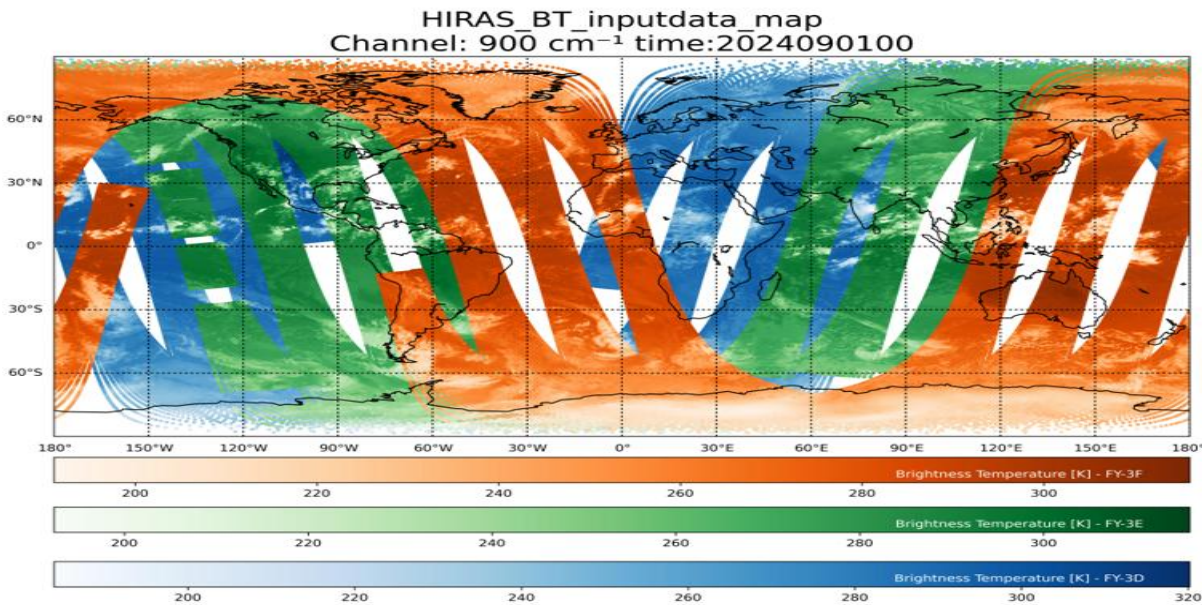 HIRAS_BT_inputdata_map
Channel: 900 cm⁻¹ time:2024090100
60°N
30°N
0°
30°S
60°S
180° 150°W 120°W 90°W 60°W 30°W 0° 30°E 60°E 90°E 120°E 150°E 180°
Brightness Temperature [K] - FY-3F
200 220 240 260 280 300
Brightness Temperature [K] - FY-3E
200 220 240 260 280 300
Brightness Temperature [K] - FY-3D
200 220 240 260 280 300 320